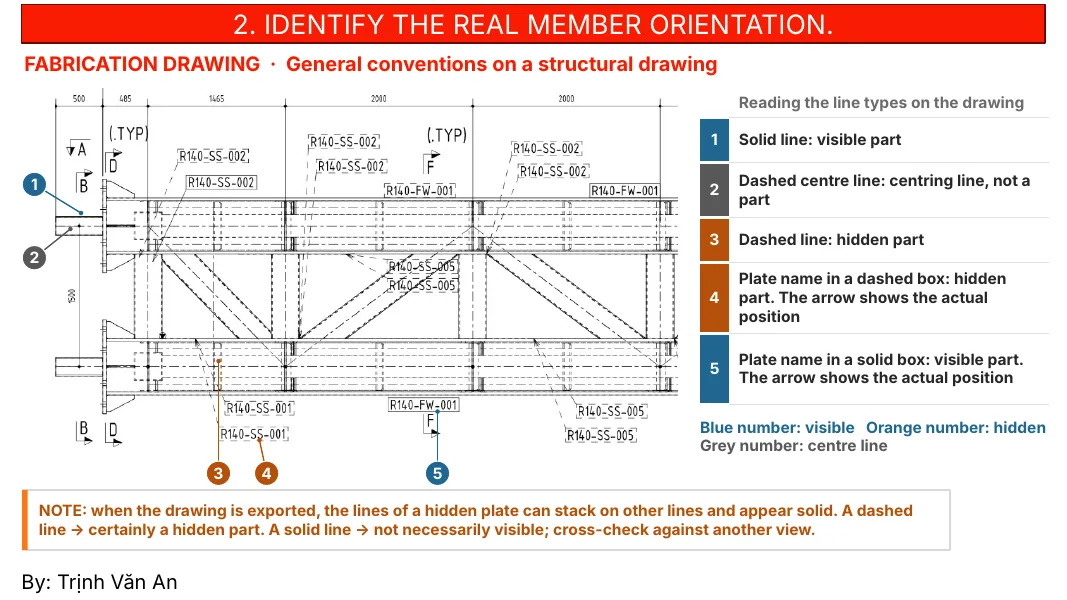 2. IDENTIFY THE REAL MEMBER ORIENTATION.
FABRICATION DRAWING · General conventions on a structural drawing
500
485
1465
2000
2000
A
(.TYP)
D
B
R140-SS-002
R140-SS-002
R140-SS-002
R140-SS-002
(.TYP)
F
R140-FW-001
R140-SS-002
R140-SS-002
R140-FW-001
1
2
R140-SS-005
R140-SS-005
1500
R140-SS-001
R140-SS-001
R140-FW-001
F
R140-SS-005
R140-SS-005
B
D
3
4
5
Reading the line types on the drawing
1 Solid line: visible part
2 Dashed centre line: centring line, not a
part
3 Dashed line: hidden part
4 Plate name in a dashed box: hidden
part. The arrow shows the actual
position
5 Plate name in a solid box: visible part.
The arrow shows the actual position
Blue number: visible Orange number: hidden
Grey number: centre line
NOTE: when the drawing is exported, the lines of a hidden plate can stack on other lines and appear solid. A dashed
line → certainly a hidden part. A solid line → not necessarily visible; cross-check against another view.
By: Trịnh Văn An